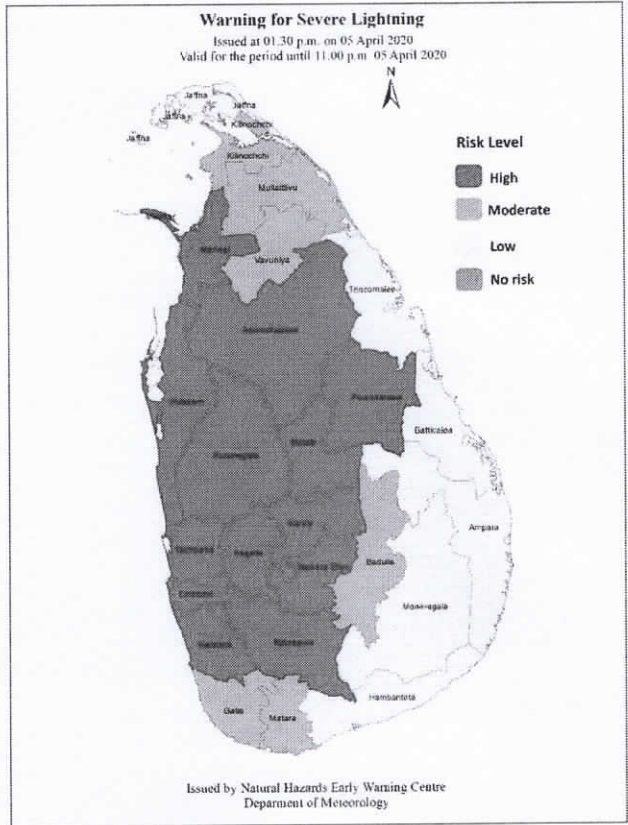 Warning for Severe Lightning
Issued at 01.30 p.m. on 05 April 2020
Valid for the period until 11.00 p.m 05 April 2020
N
Jaffna
Jaffna
Jaffna
Jaffna
Kilinochchi
Kilinochchi
Mullaittivu
Risk Level
High
Moderate
Low
No risk
Mannar
Vavuniya
Trincomalee
Anuradhapura
Puttalam
Polonnaruwa
Batticaloa
Kurunegala
Matale
Kandy
Ampara
Gampaha
Kegalle
Nuwara Eliya
Badulla
Colombo
Moneragala
Kalutara
Ratnapura
Hambantota
Galle
Matara
Issued by Natural Hazards Early Warning Centre
Deparment of Meteorology